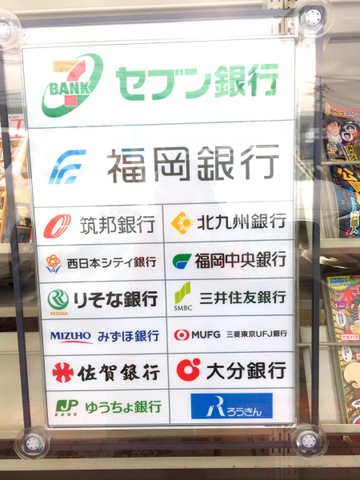 7 BANK セブン銀行
福岡銀行
筑邦銀行
北九州銀行
西日本シティ銀行
福岡中央銀行
RESONA りそな銀行
SMBC 三井住友銀行
MIZUHO みずほ銀行
MUFG 三菱東京UFJ銀行
佐賀銀行
大分銀行
JP BANK ゆうちょ銀行
R ろうきん